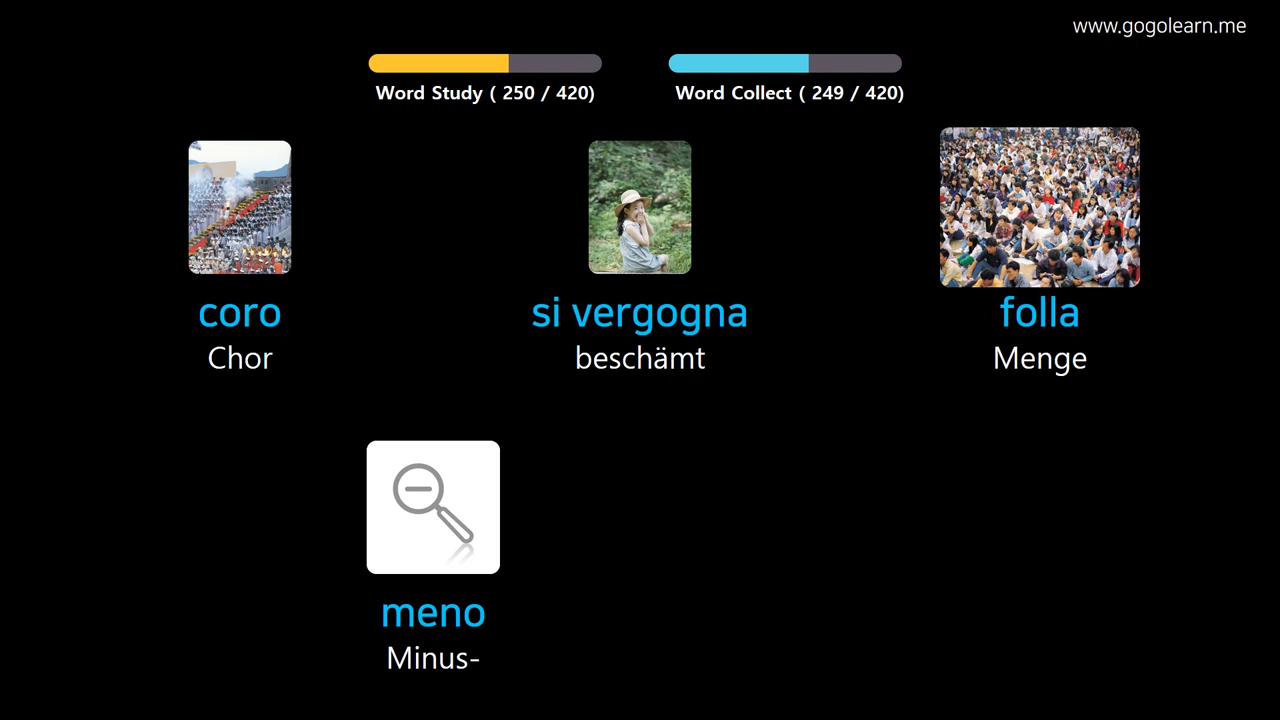 www.gogolearn.me
Word Study ( 250 / 420)
Word Collect ( 249 / 420)
coro
Chor
si vergogna
beschämt
folla
Menge
meno
Minus-